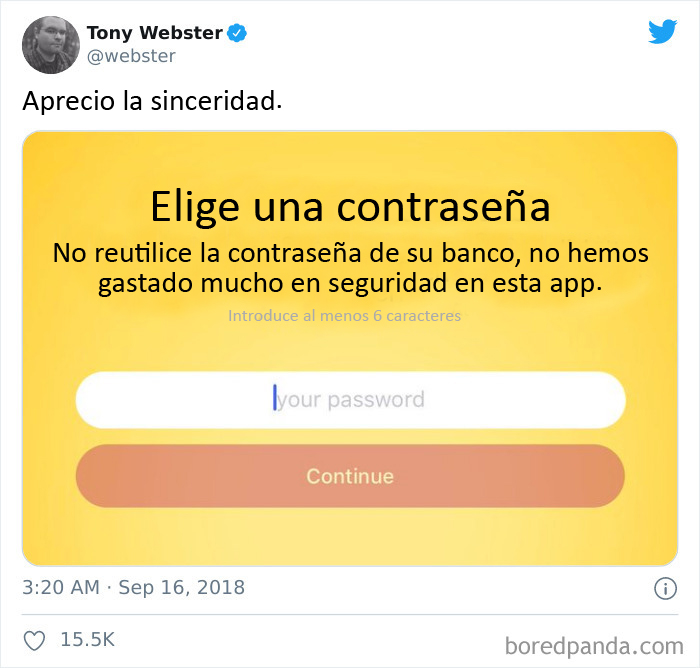 Tony Webster
@webster
Aprecio la sinceridad.
Elige una contraseña
No reutilice la contraseña de su banco, no hemos
gastado mucho en seguridad en esta app.
Introduce al menos 6 caracteres
your password
Continue
3:20 AM · Sep 16, 2018
15.5K
boredpanda.com